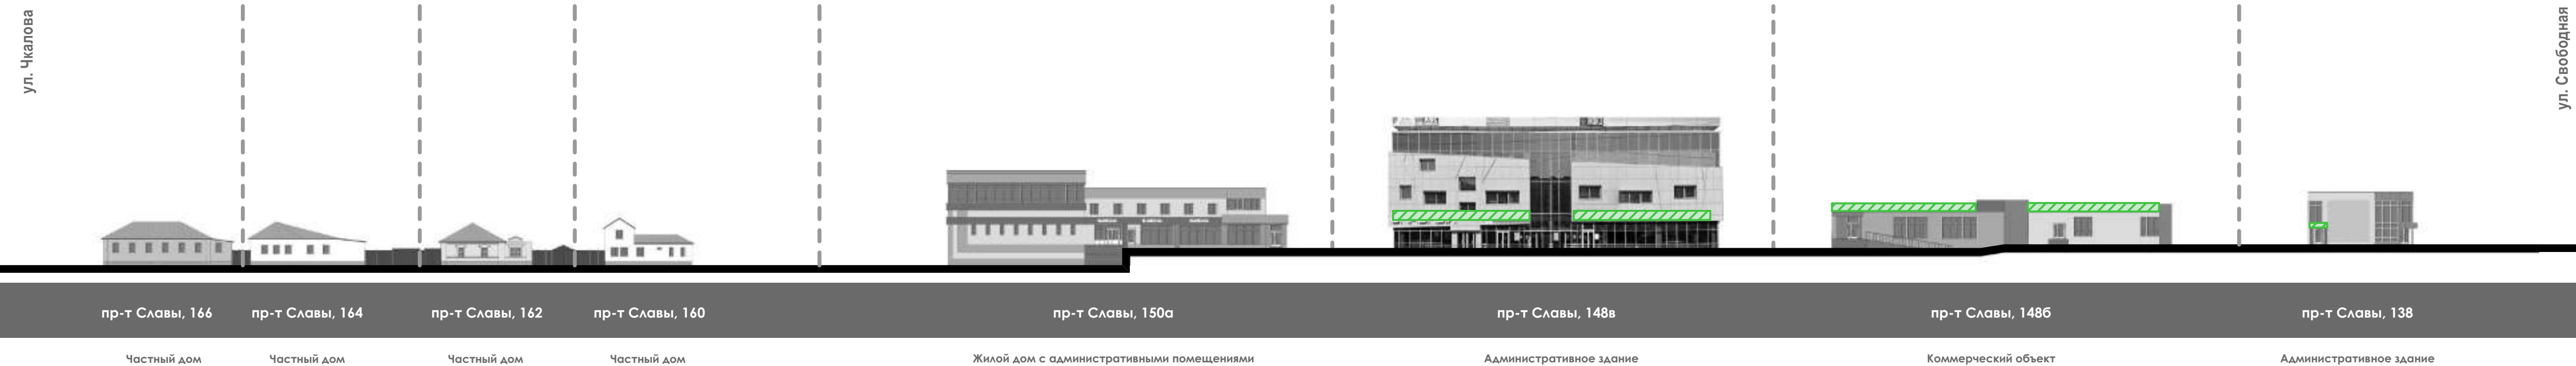 ул. Чкалова
ул. Свободная
пр-т Славы, 166
пр-т Славы, 164
пр-т Славы, 162
пр-т Славы, 160
пр-т Славы, 150а
пр-т Славы, 148в
пр-т Славы, 148б
пр-т Славы, 138
Частный дом
Частный дом
Частный дом
Частный дом
Жилой дом с административными помещениями
Административное здание
Коммерческий объект
Административное здание